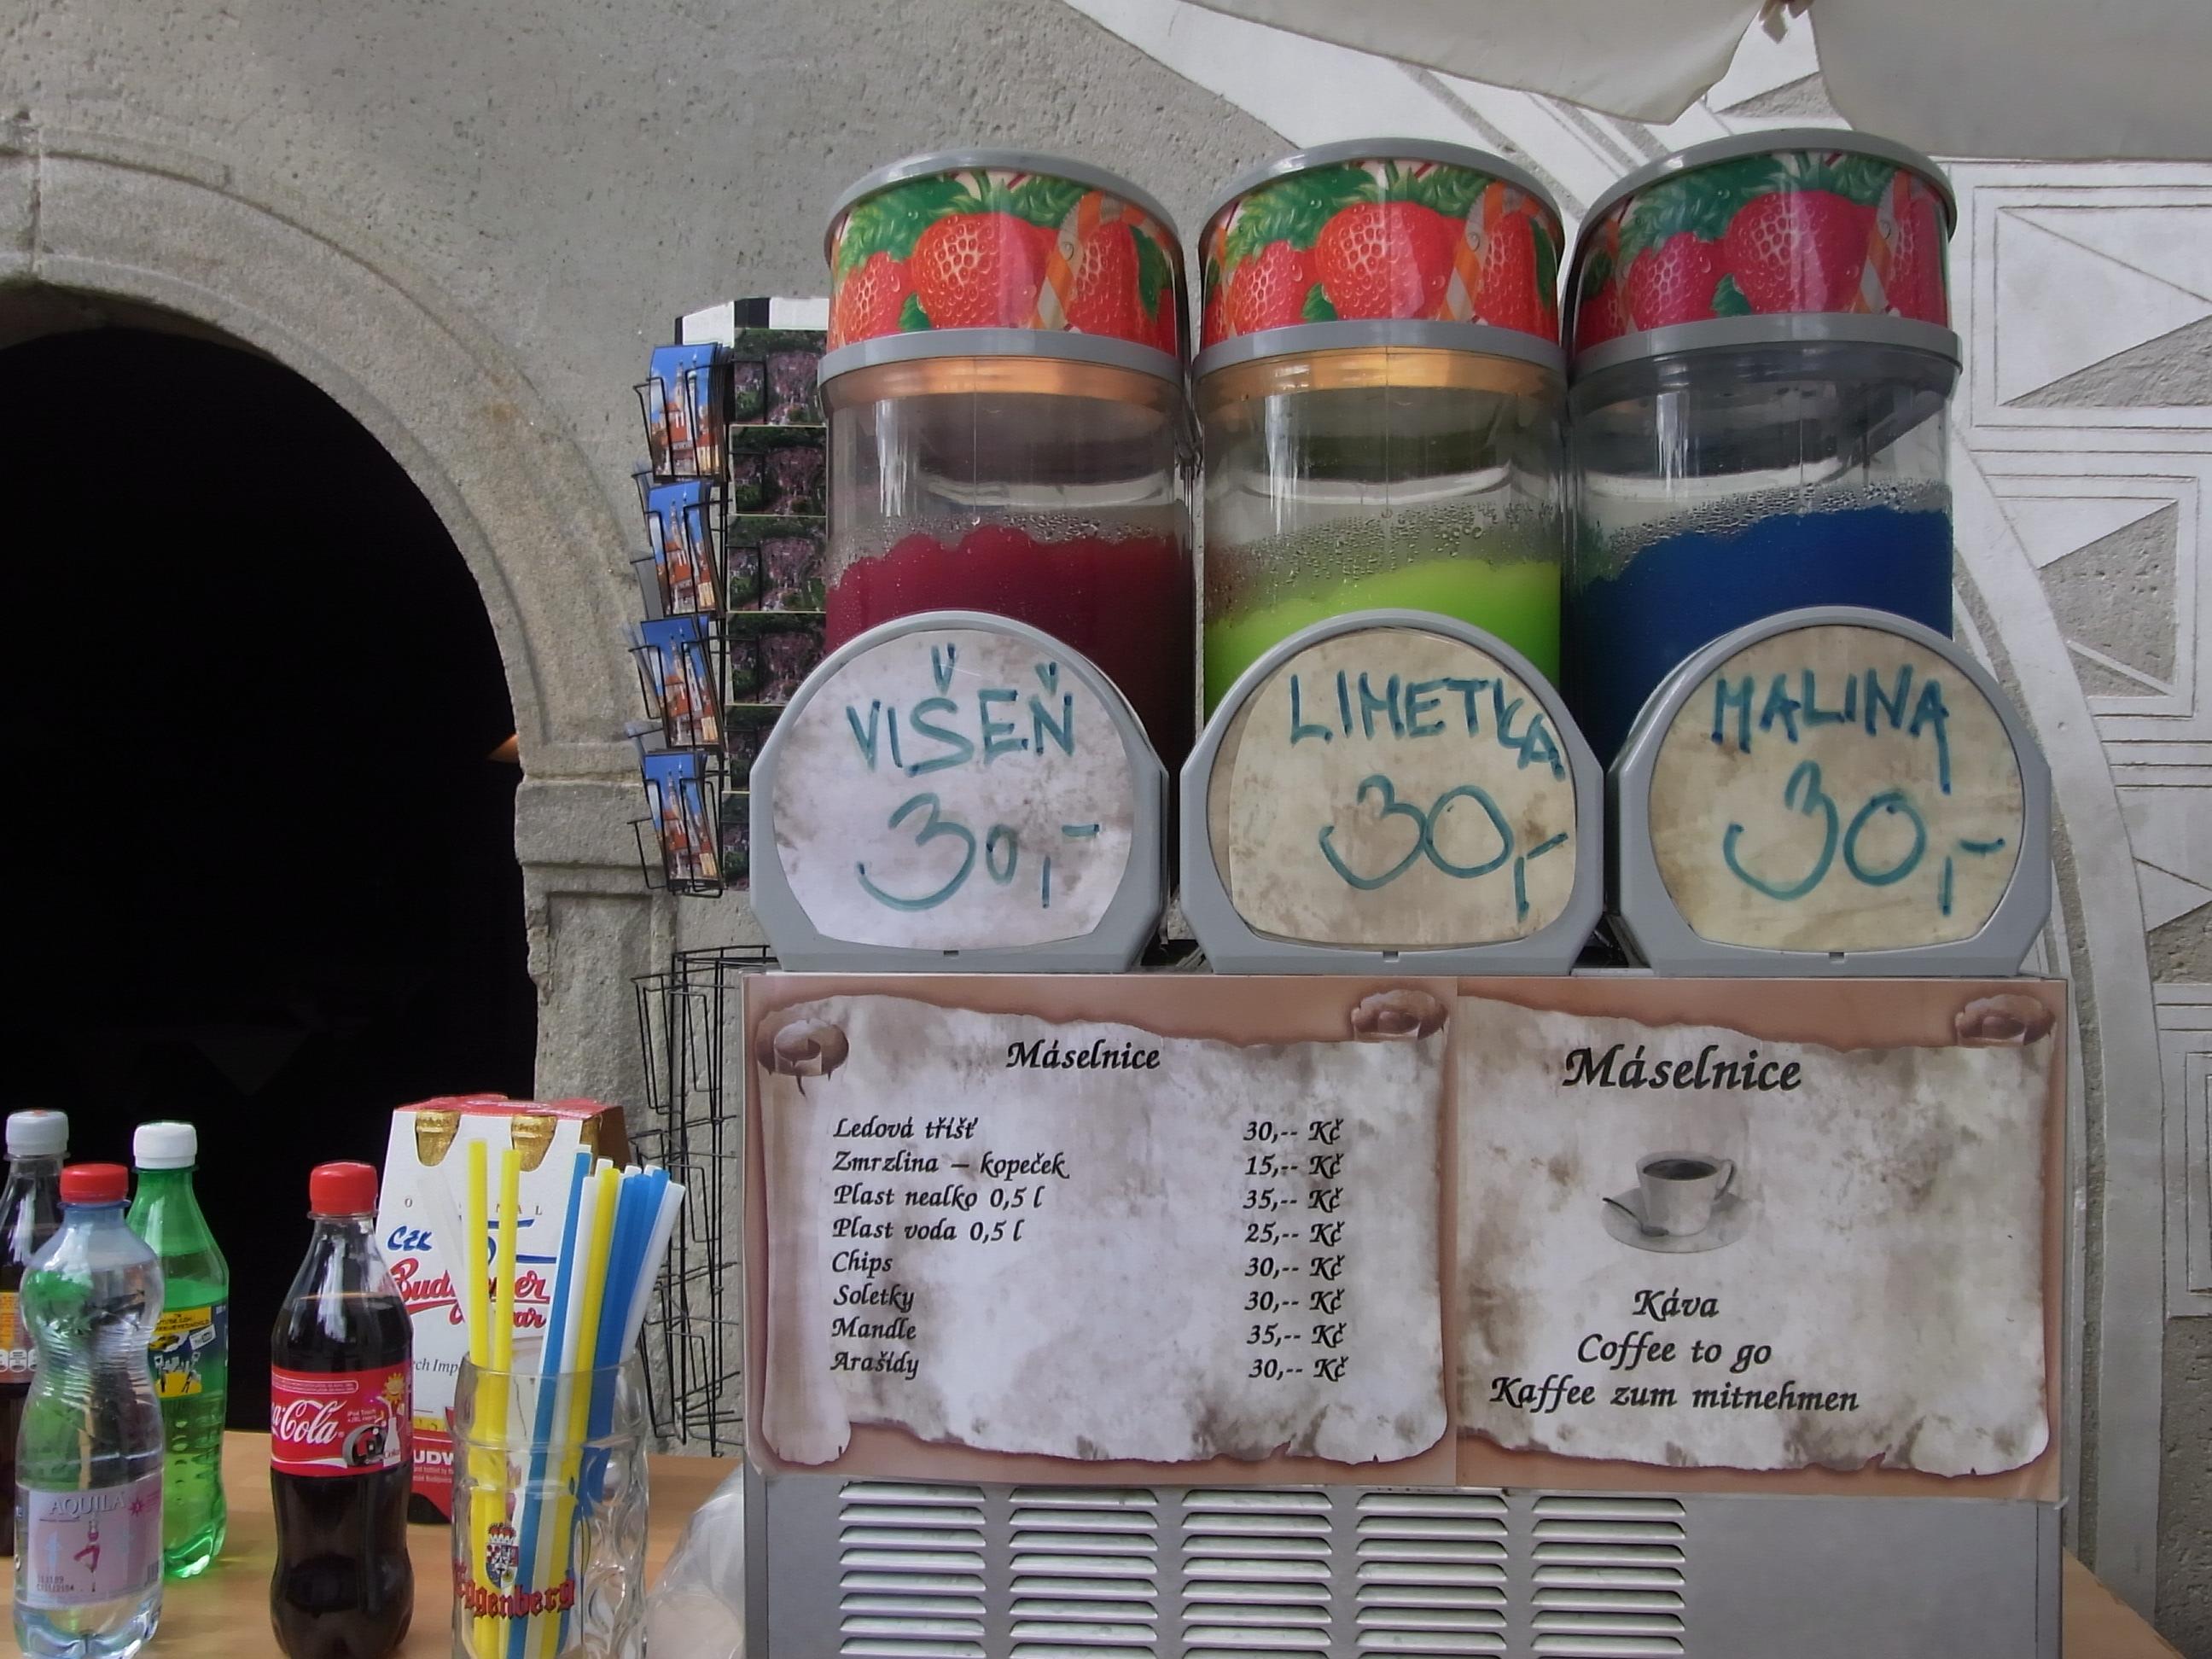 VIŠEŇ
30,-
LIMETKA
30,-
MALINA
30,-
Máselnice
Ledová tříšť 30,-- Kč
Zmrzlina – kopeček 15,-- Kč
Plast nealko 0,5 l 35,-- Kč
Plast voda 0,5 l 25,-- Kč
Chips 30,-- Kč
Soletky 30,-- Kč
Mandle 35,-- Kč
Arašídy 30,-- Kč
Máselnice
Káva
Coffee to go
Kaffee zum mitnehmen
AQUILA
a-Cola
ggenberg